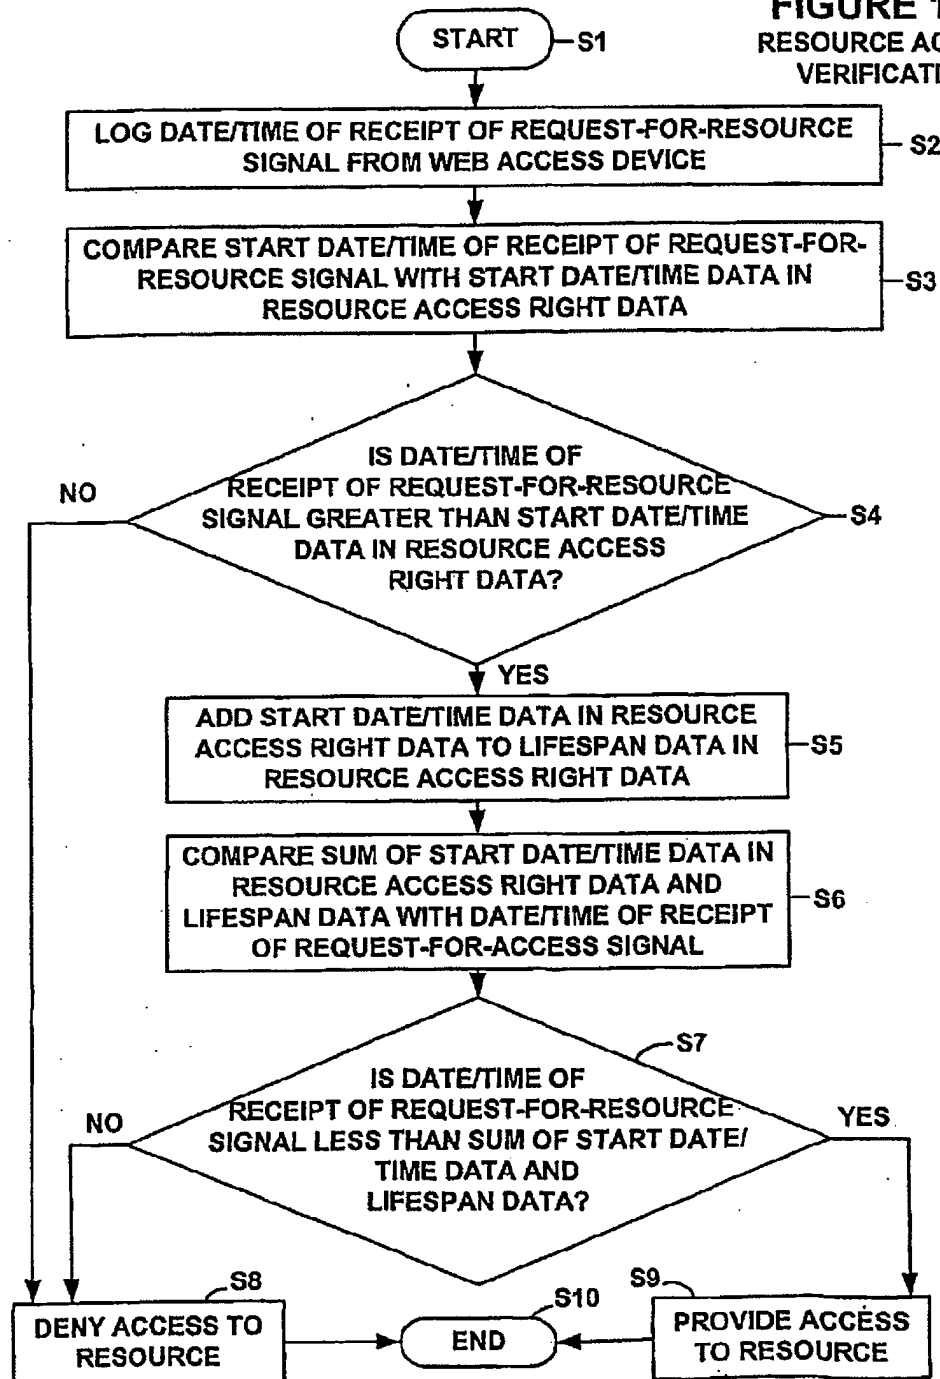 FIGURE 1
RESOURCE AC
VERIFICATI
START
S1
LOG DATE/TIME OF RECEIPT OF REQUEST-FOR-RESOURCE
SIGNAL FROM WEB ACCESS DEVICE
S2
COMPARE START DATE/TIME OF RECEIPT OF REQUEST-FOR-
RESOURCE SIGNAL WITH START DATE/TIME DATA IN
RESOURCE ACCESS RIGHT DATA
S3
IS DATE/TIME OF
RECEIPT OF REQUEST-FOR-RESOURCE
SIGNAL GREATER THAN START DATE/TIME
DATA IN RESOURCE ACCESS
RIGHT DATA?
NO
S4
YES
ADD START DATE/TIME DATA IN RESOURCE
ACCESS RIGHT DATA TO LIFESPAN DATA IN
RESOURCE ACCESS RIGHT DATA
S5
COMPARE SUM OF START DATE/TIME DATA IN
RESOURCE ACCESS RIGHT DATA AND
LIFESPAN DATA WITH DATE/TIME OF RECEIPT
OF REQUEST-FOR-ACCESS SIGNAL
S6
S7
IS DATE/TIME OF
RECEIPT OF REQUEST-FOR-RESOURCE
SIGNAL LESS THAN SUM OF START DATE/
TIME DATA AND
LIFESPAN DATA?
NO
YES
S8
DENY ACCESS TO
RESOURCE
S10
END
S9
PROVIDE ACCESS
TO RESOURCE